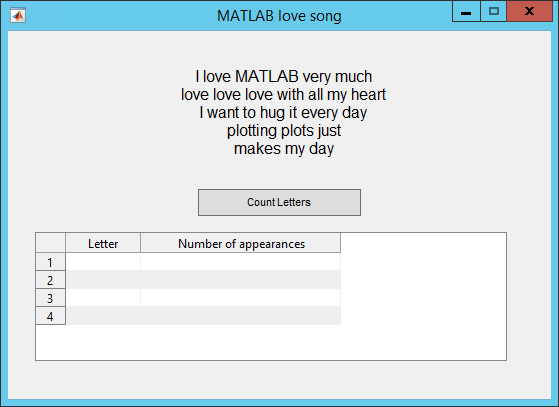 MATLAB love song
I love MATLAB very much
love love love with all my heart
I want to hug it every day
plotting plots just
makes my day
Count Letters
Letter Number of appearances
1
2
3
4